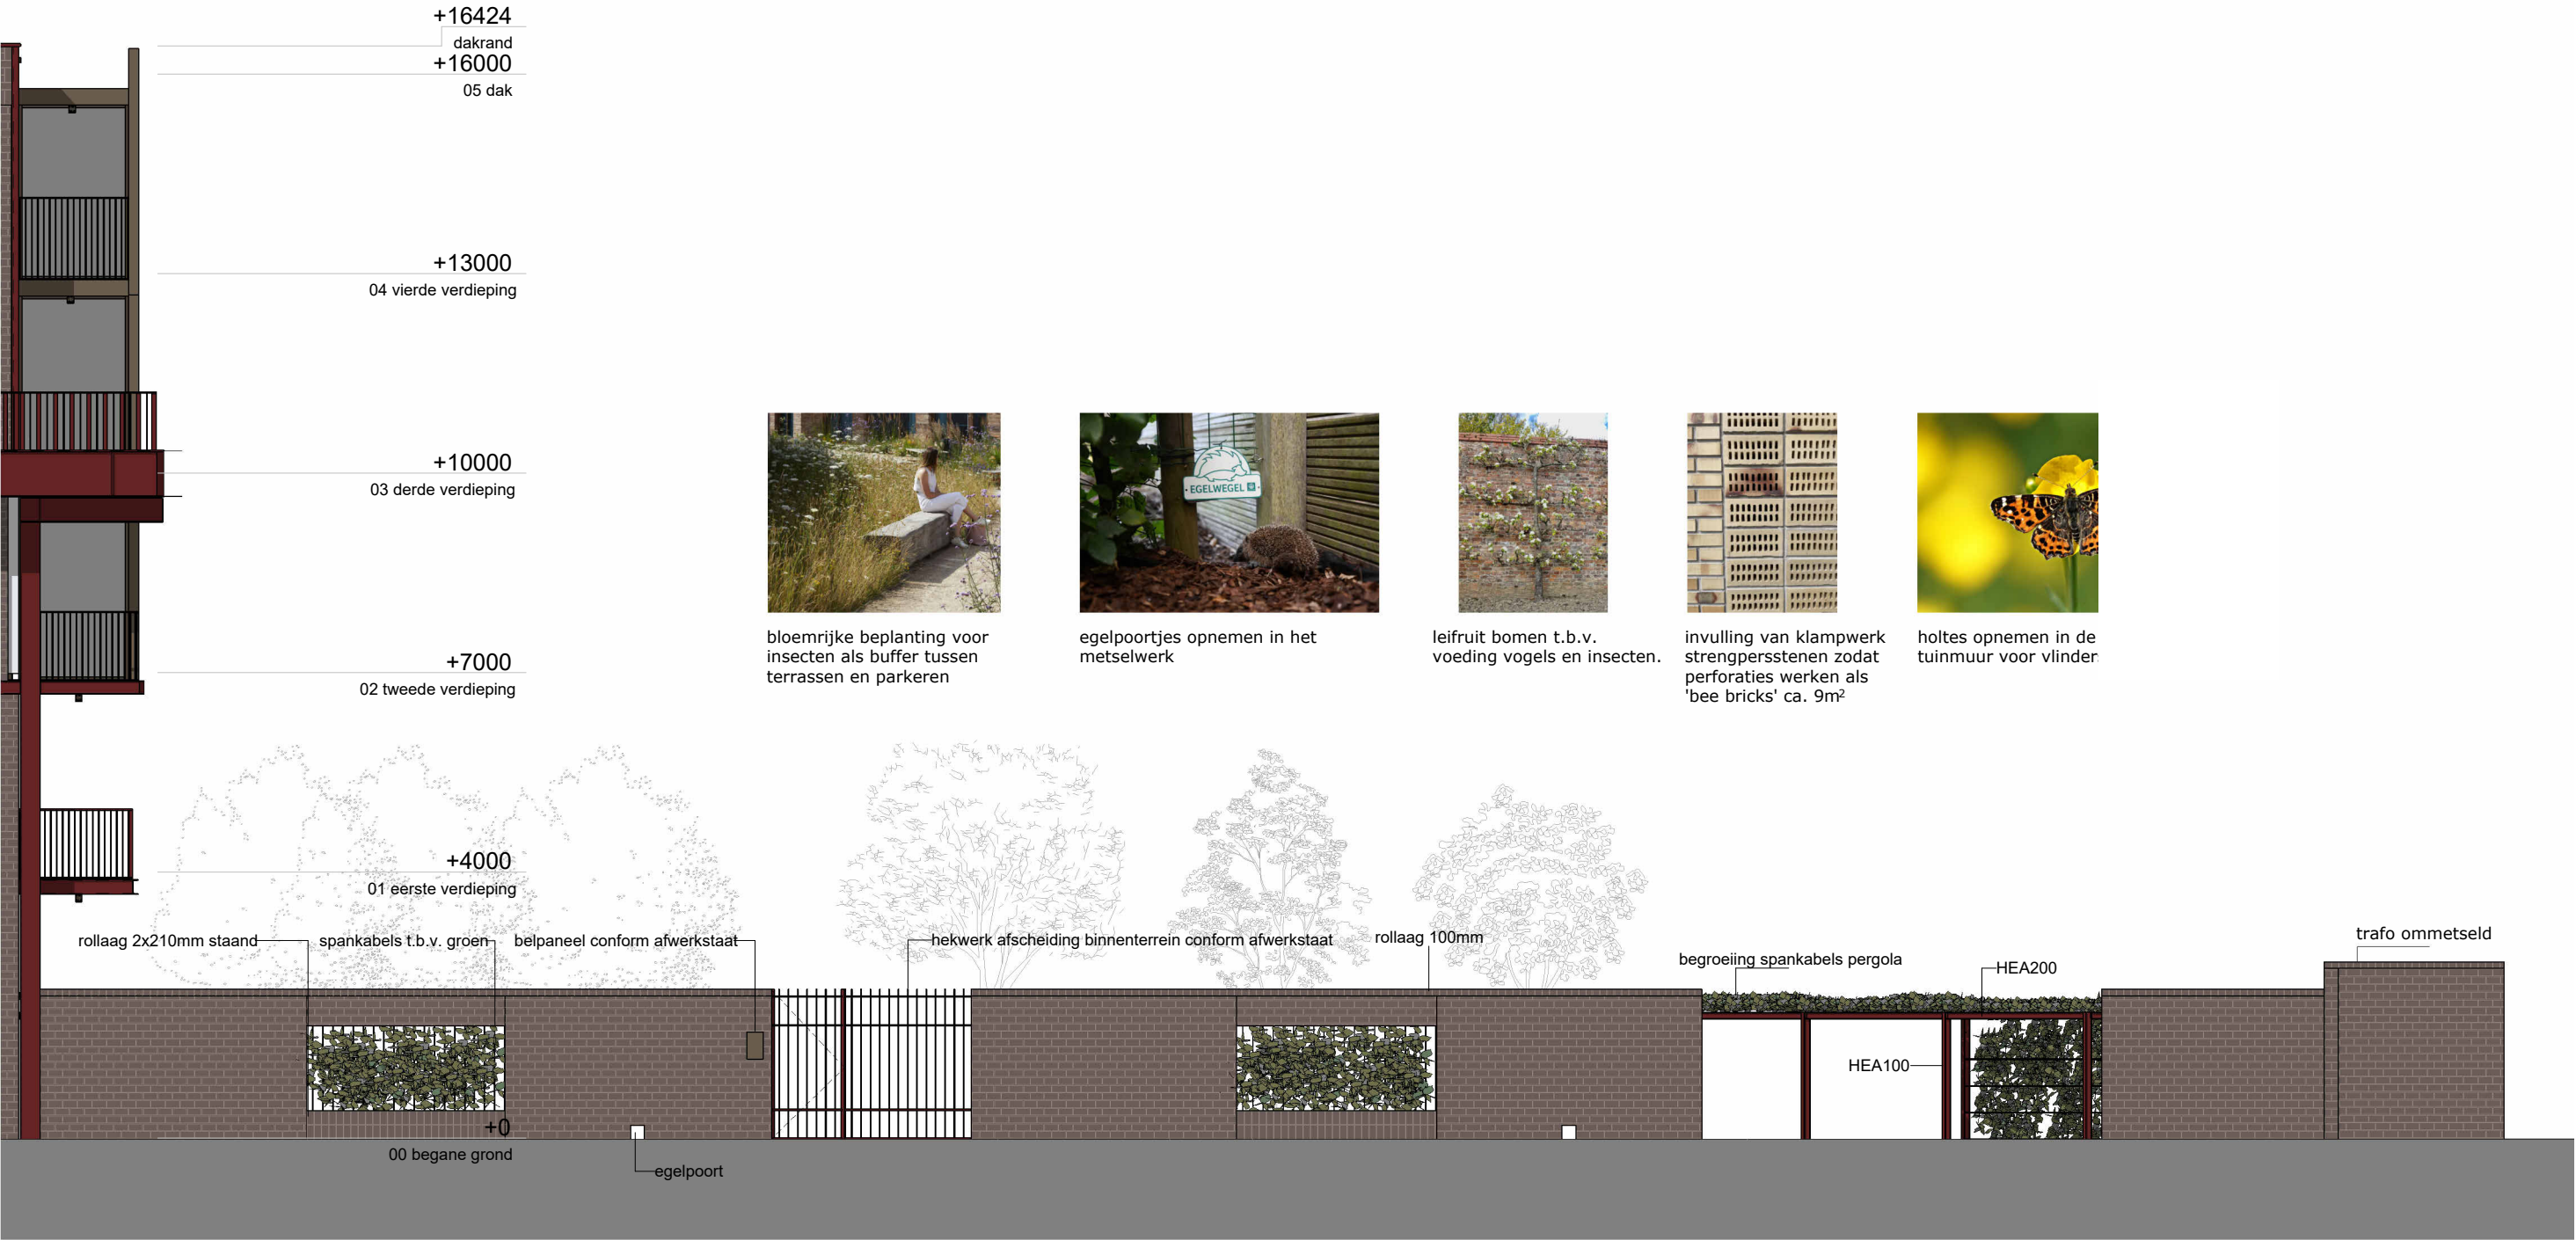 +16424
dakrand
+16000
05 dak
+13000
04 vierde verdieping
+10000
03 derde verdieping
+7000
02 tweede verdieping
+4000
01 eerste verdieping
EGELWEGEL
bloemrijke beplanting voor
insecten als buffer tussen
terrassen en parkeren
egelpoortjes opnemen in het
metselwerk
leifruit bomen t.b.v.
voeding vogels en insecten.
invulling van klampwerk
strengpersstenen zodat
perforaties werken als
'bee bricks' ca. 9m²
holtes opnemen in de
tuinmuur voor vlinder
rollaag 2x210mm staand
spankabels t.b.v. groen
belpaneel conform afwerkstaat
hekwerk afscheiding binnenterrein conform afwerkstaat
rollaag 100mm
begroeiing spankabels pergola
HEA200
trafo ommetseld
HEA100
+0
00 begane grond
egelpoort